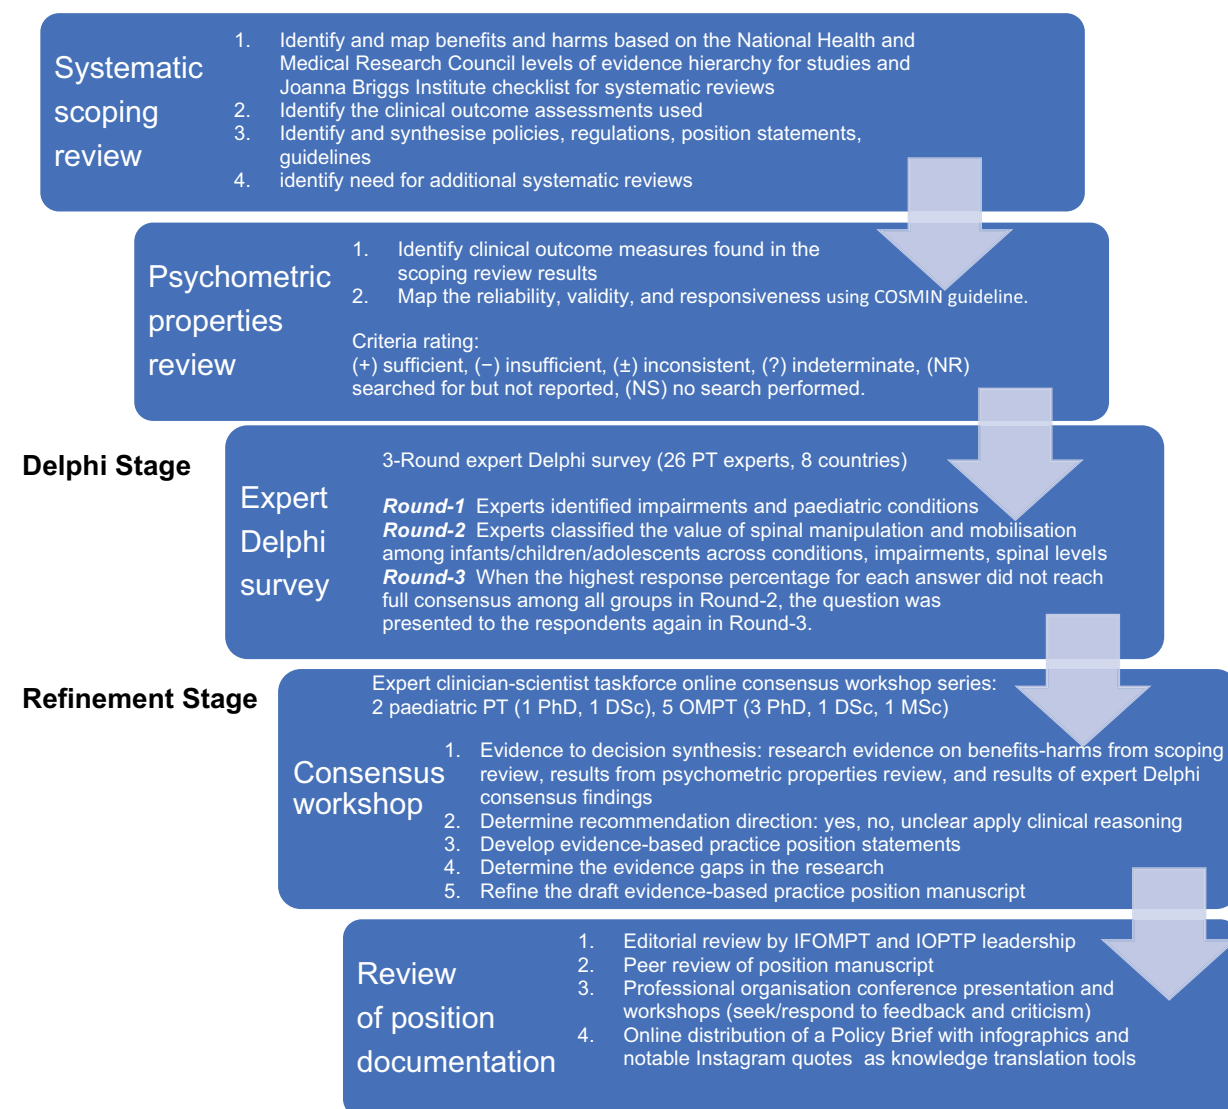 Systematic
scoping
review
1. Identify and map benefits and harms based on the National Health and
Medical Research Council levels of evidence hierarchy for studies and
Joanna Briggs Institute checklist for systematic reviews
2. Identify the clinical outcome assessments used
3. Identify and synthesise policies, regulations, position statements,
guidelines
4. identify need for additional systematic reviews
Psychometric
properties
review
1. Identify clinical outcome measures found in the
scoping review results
2. Map the reliability, validity, and responsiveness using COSMIN guideline.
Criteria rating:
(+) sufficient, (−) insufficient, (±) inconsistent, (?) indeterminate, (NR)
searched for but not reported, (NS) no search performed.
Delphi Stage
Expert
Delphi
survey
3-Round expert Delphi survey (26 PT experts, 8 countries)
Round-1 Experts identified impairments and paediatric conditions
Round-2 Experts classified the value of spinal manipulation and mobilisation
among infants/children/adolescents across conditions, impairments, spinal levels
Round-3 When the highest response percentage for each answer did not reach
full consensus among all groups in Round-2, the question was
presented to the respondents again in Round-3.
Refinement Stage
Consensus
workshop
Expert clinician-scientist taskforce online consensus workshop series:
2 paediatric PT (1 PhD, 1 DSc), 5 OMPT (3 PhD, 1 DSc, 1 MSc)
1. Evidence to decision synthesis: research evidence on benefits-harms from scoping
review, results from psychometric properties review, and results of expert Delphi
consensus findings
2. Determine recommendation direction: yes, no, unclear apply clinical reasoning
3. Develop evidence-based practice position statements
4. Determine the evidence gaps in the research
5. Refine the draft evidence-based practice position manuscript
Review
of position
documentation
1. Editorial review by IFOMPT and IOPTP leadership
2. Peer review of position manuscript
3. Professional organisation conference presentation and
workshops (seek/respond to feedback and criticism)
4. Online distribution of a Policy Brief with infographics and
notable Instagram quotes as knowledge translation tools